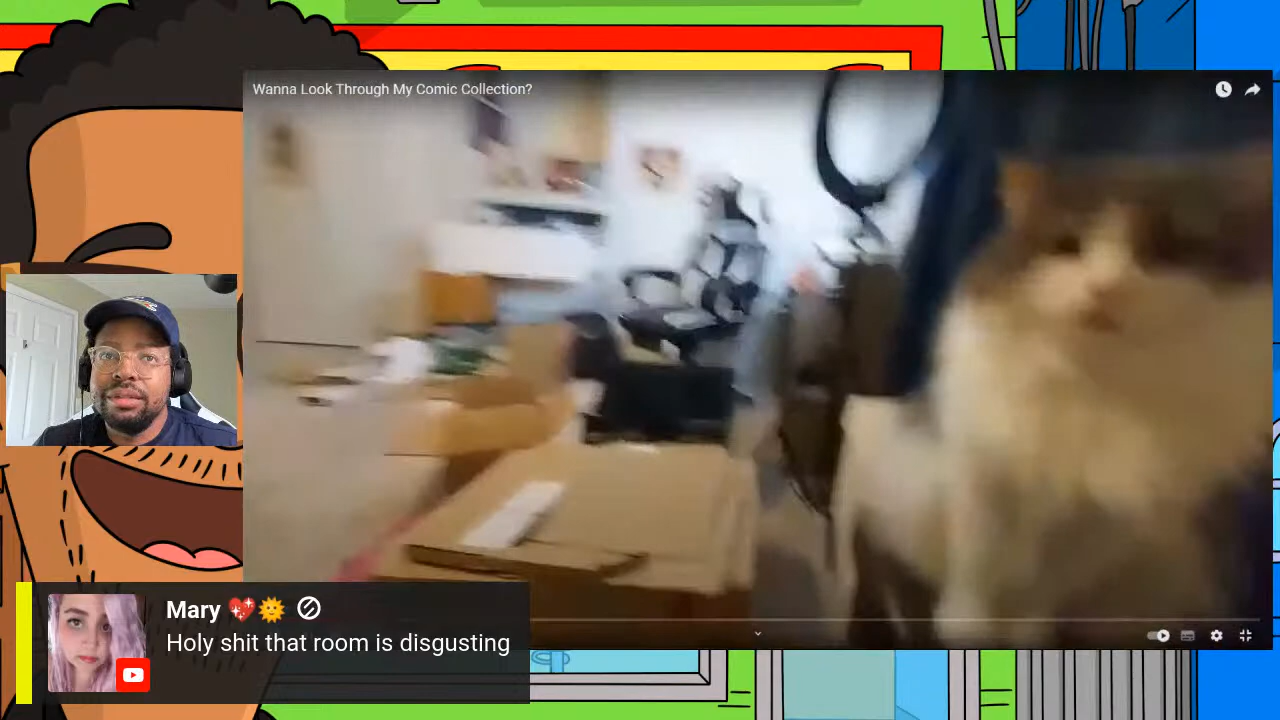 Wanna Look Through My Comic Collection?
Mary 💖🌞
Holy shit that room is disgusting